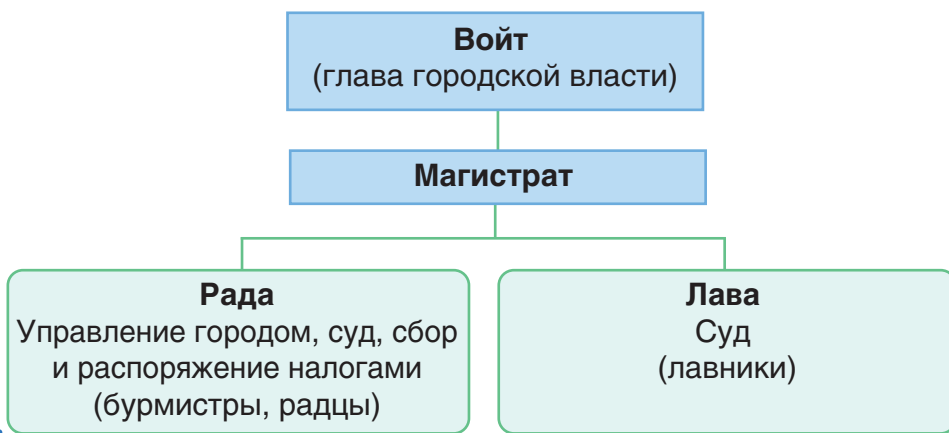 Войт
(глава городской власти)
Магистрат
Рада
Управление городом, суд, сбор
и распоряжение налогами
(бурмистры, радцы)
Лава
Суд
(лавники)